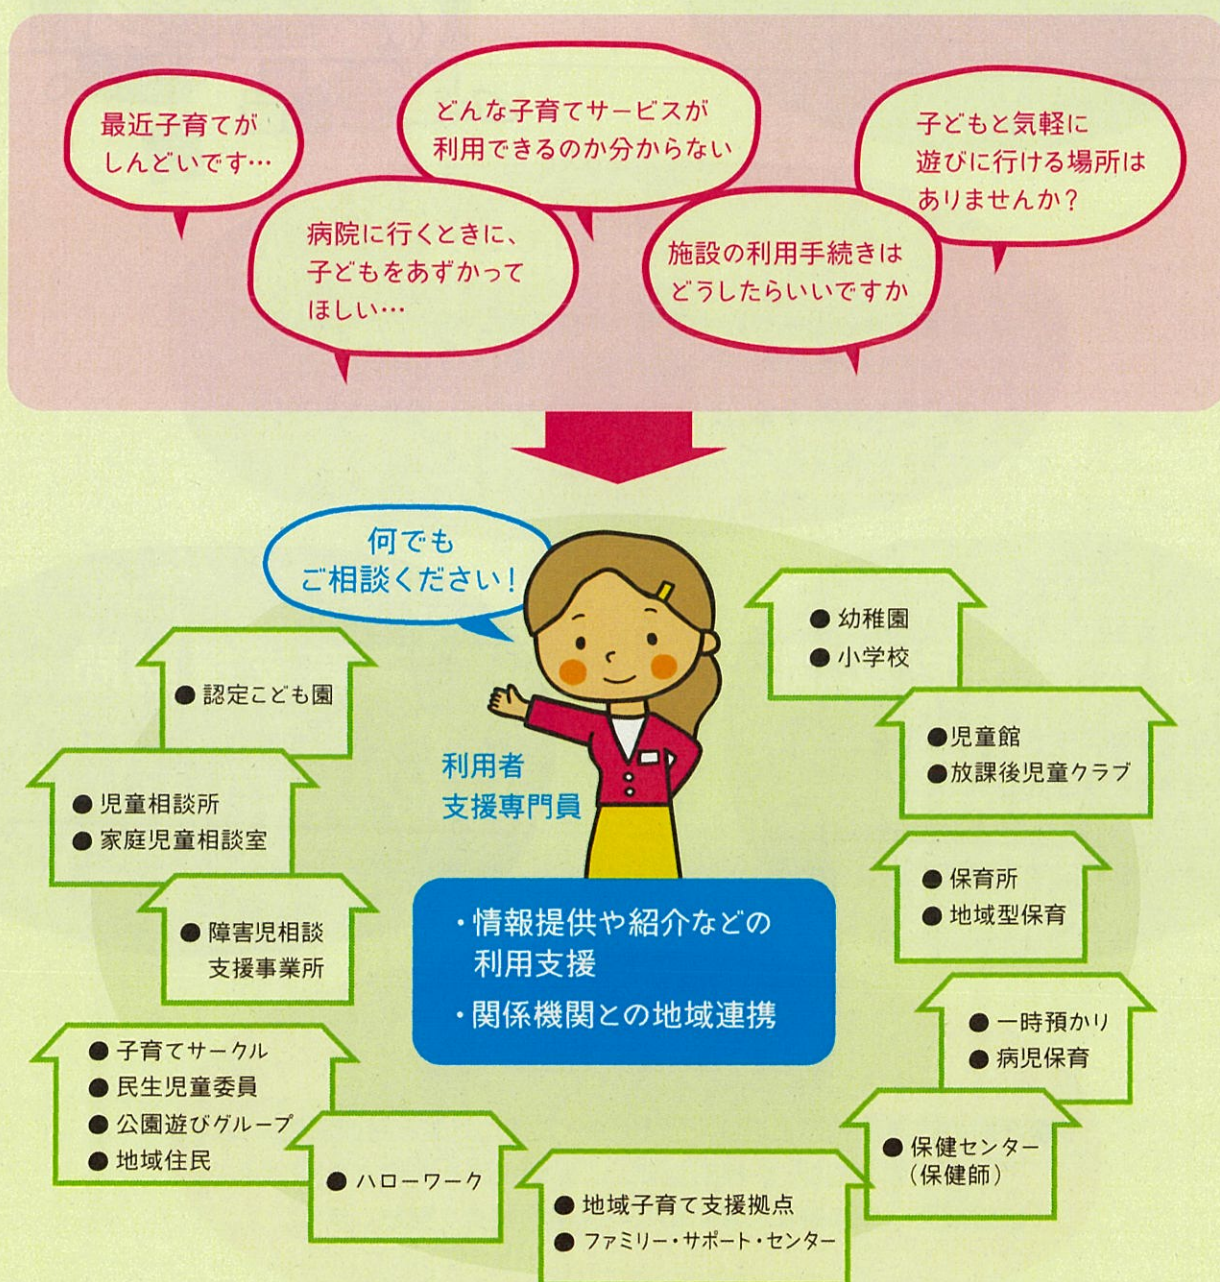 最近子育てが
しんどいです…
どんな子育てサービスが
利用できるのか分からない
子どもと気軽に
遊びに行ける場所は
ありませんか？
病院に行くときに、
子どもをあずかって
ほしい…
施設の利用手続きは
どうしたらいいですか
何でも
ご相談ください！
利用者
支援専門員
・情報提供や紹介などの
利用支援
・関係機関との地域連携
● 認定こども園
● 児童相談所
● 家庭児童相談室
● 障害児相談
支援事業所
● 子育てサークル
● 民生児童委員
● 公園遊びグループ
● 地域住民
● ハローワーク
● 地域子育て支援拠点
● ファミリー・サポート・センター
● 幼稚園
● 小学校
●児童館
●放課後児童クラブ
● 保育所
● 地域型保育
● 一時預かり
● 病児保育
● 保健センター
（保健師）